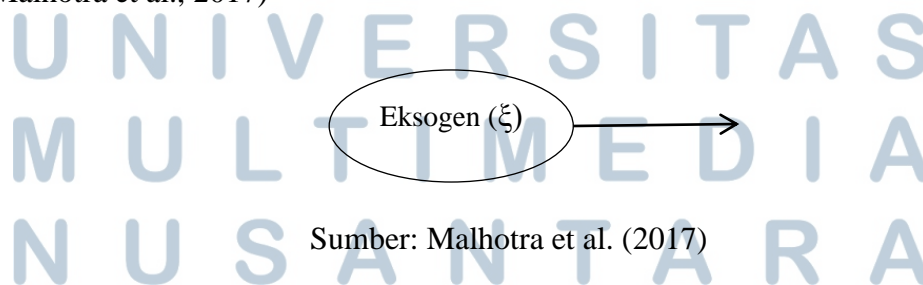 Malhotra et al., 2017)
UNIVERSITAS
Eksogen (ξ)
MULTIMEDIA
Sumber: Malhotra et al. (2017)
NUSANTARA